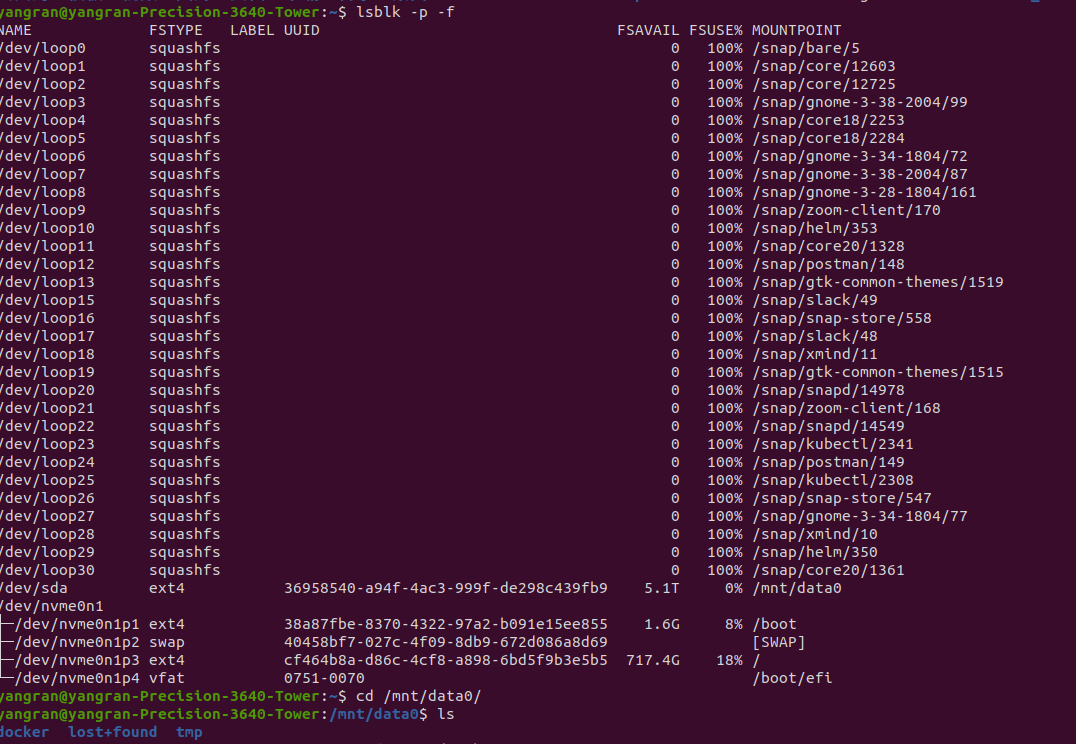 yangran@yangran-Precision-3640-Tower:~$ lsblk -p -f
NAME FSTYPE LABEL UUID FSAVAIL FSUSE% MOUNTPOINT
/dev/loop0 squashfs 0 100% /snap/bare/5
/dev/loop1 squashfs 0 100% /snap/core/12603
/dev/loop2 squashfs 0 100% /snap/core/12725
/dev/loop3 squashfs 0 100% /snap/gnome-3-38-2004/99
/dev/loop4 squashfs 0 100% /snap/core18/2253
/dev/loop5 squashfs 0 100% /snap/core18/2284
/dev/loop6 squashfs 0 100% /snap/gnome-3-34-1804/72
/dev/loop7 squashfs 0 100% /snap/gnome-3-38-2004/87
/dev/loop8 squashfs 0 100% /snap/gnome-3-28-1804/161
/dev/loop9 squashfs 0 100% /snap/zoom-client/170
/dev/loop10 squashfs 0 100% /snap/helm/353
/dev/loop11 squashfs 0 100% /snap/core20/1328
/dev/loop12 squashfs 0 100% /snap/postman/148
/dev/loop13 squashfs 0 100% /snap/gtk-common-themes/1519
/dev/loop15 squashfs 0 100% /snap/slack/49
/dev/loop16 squashfs 0 100% /snap/snap-store/558
/dev/loop17 squashfs 0 100% /snap/slack/48
/dev/loop18 squashfs 0 100% /snap/xmind/11
/dev/loop19 squashfs 0 100% /snap/gtk-common-themes/1515
/dev/loop20 squashfs 0 100% /snap/snapd/14978
/dev/loop21 squashfs 0 100% /snap/zoom-client/168
/dev/loop22 squashfs 0 100% /snap/snapd/14549
/dev/loop23 squashfs 0 100% /snap/kubectl/2341
/dev/loop24 squashfs 0 100% /snap/postman/149
/dev/loop25 squashfs 0 100% /snap/kubectl/2308
/dev/loop26 squashfs 0 100% /snap/snap-store/547
/dev/loop27 squashfs 0 100% /snap/gnome-3-34-1804/77
/dev/loop28 squashfs 0 100% /snap/xmind/10
/dev/loop29 squashfs 0 100% /snap/helm/350
/dev/loop30 squashfs 0 100% /snap/core20/1361
/dev/sda ext4 36958540-a94f-4ac3-999f-de298c439fb9 5.1T 0% /mnt/data0
/dev/nvme0n1
├─/dev/nvme0n1p1 ext4 38a87fbe-8370-4322-97a2-b091e15ee855 1.6G 8% /boot
├─/dev/nvme0n1p2 swap 40458bf7-027c-4f09-8db9-672d086a8d69 [SWAP]
├─/dev/nvme0n1p3 ext4 cf464b8a-d86c-4cf8-a898-6bd5f9b3e5b5 717.4G 18% /
└─/dev/nvme0n1p4 vfat 0751-0070 /boot/efi
yangran@yangran-Precision-3640-Tower:~$ cd /mnt/data0/
yangran@yangran-Precision-3640-Tower:/mnt/data0$ ls
docker lost+found tmp